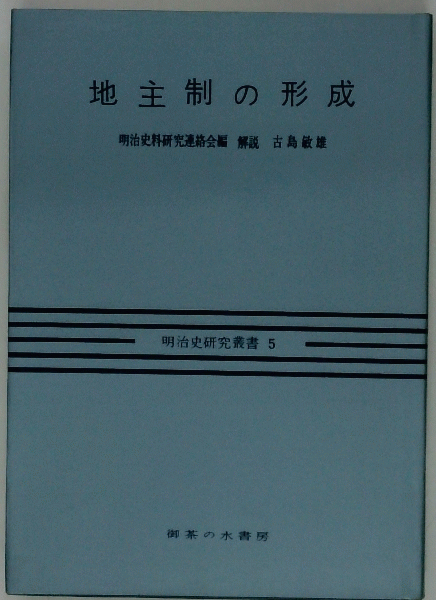 地主制の形成
明治史料研究連絡会編 解説 古島敏雄
明治史研究叢書 5
御茶の水書房